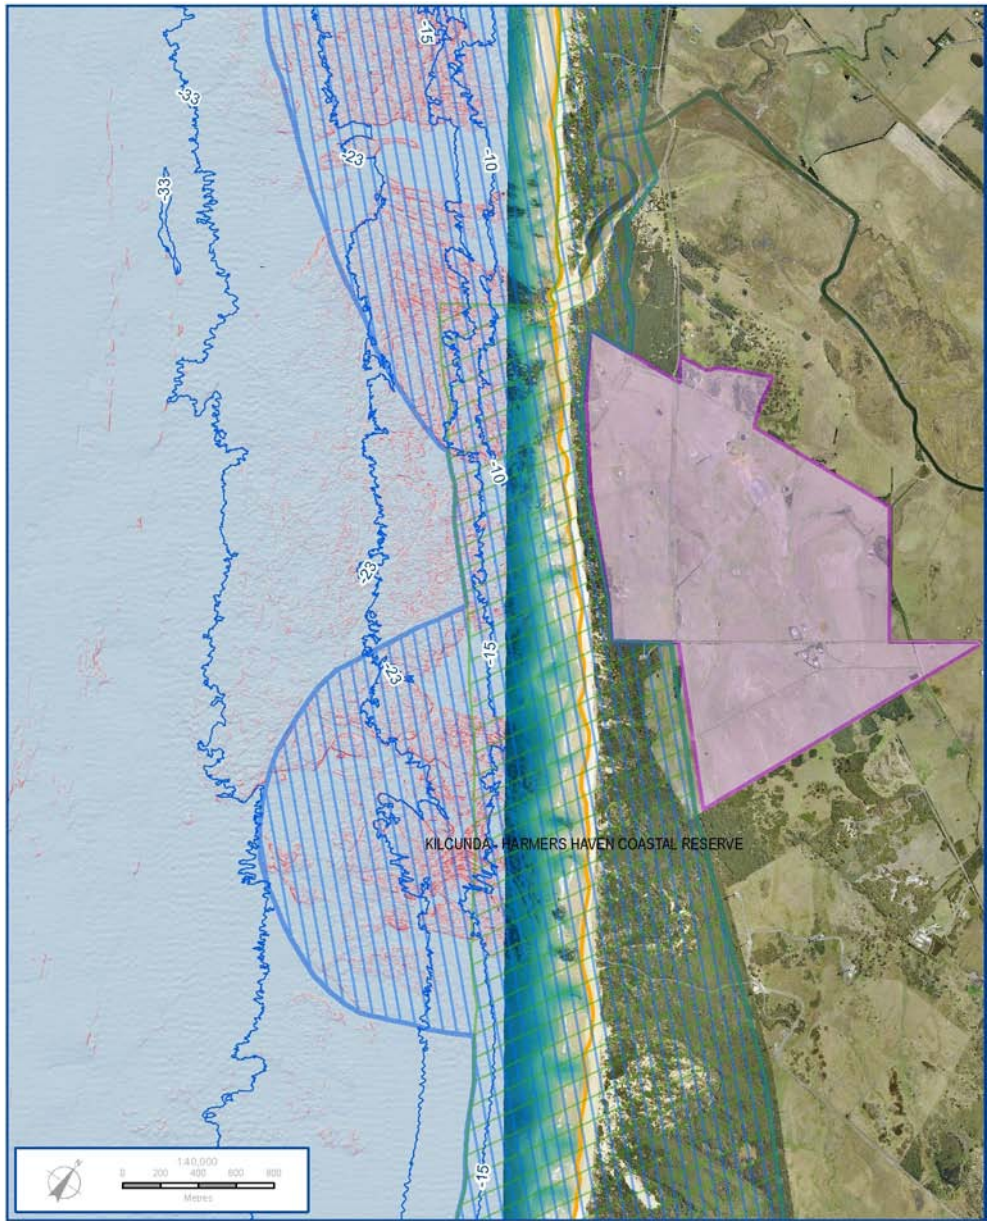 -15
-33
-23
-10
-33
-10
-23
-15
-23
KILCUNDA - HARMERS HAVEN COASTAL RESERVE
-15
N
1:40,000
0 200 400 600 800
Metres